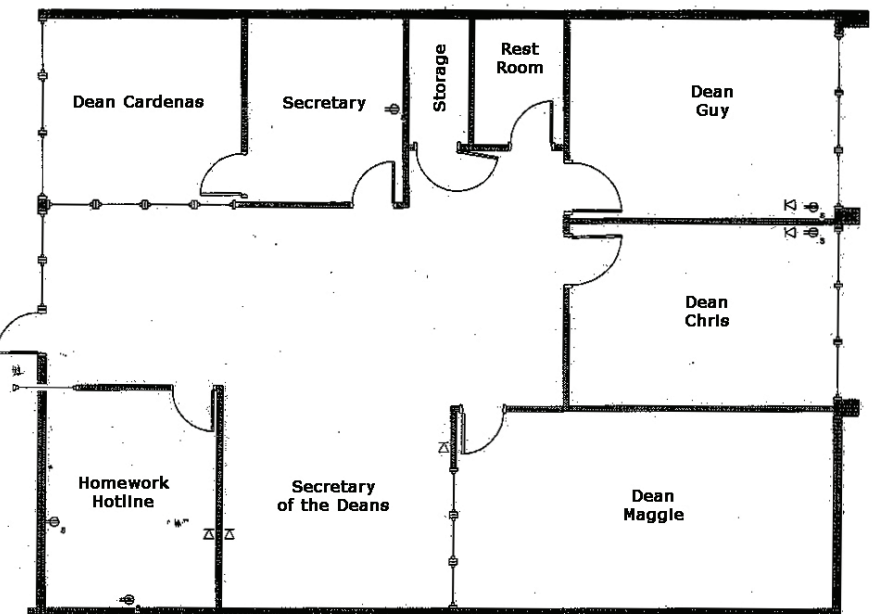 Dean Cardenas
Secretary
Storage
Rest
Room
Dean
Guy
Dean
Chris
Homework
Hotline
Secretary
of the Deans
Dean
Maggie